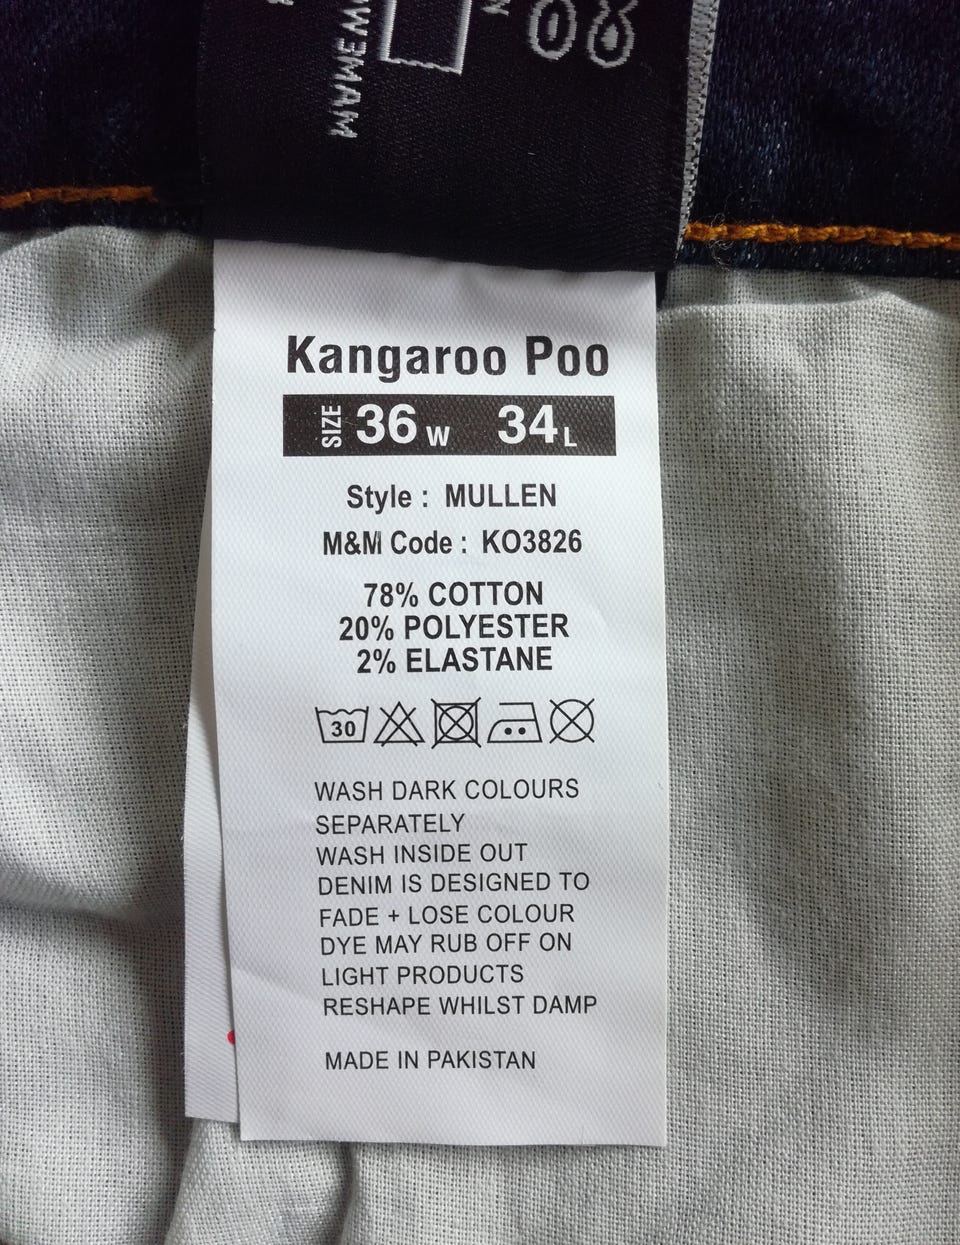 Kangaroo Poo
SIZE 36 W 34 L
Style : MULLEN
M&M Code : KO3826
78% COTTON
20% POLYESTER
2% ELASTANE
30
WASH DARK COLOURS
SEPARATELY
WASH INSIDE OUT
DENIM IS DESIGNED TO
FADE + LOSE COLOUR
DYE MAY RUB OFF ON
LIGHT PRODUCTS
RESHAPE WHILST DAMP
MADE IN PAKISTAN